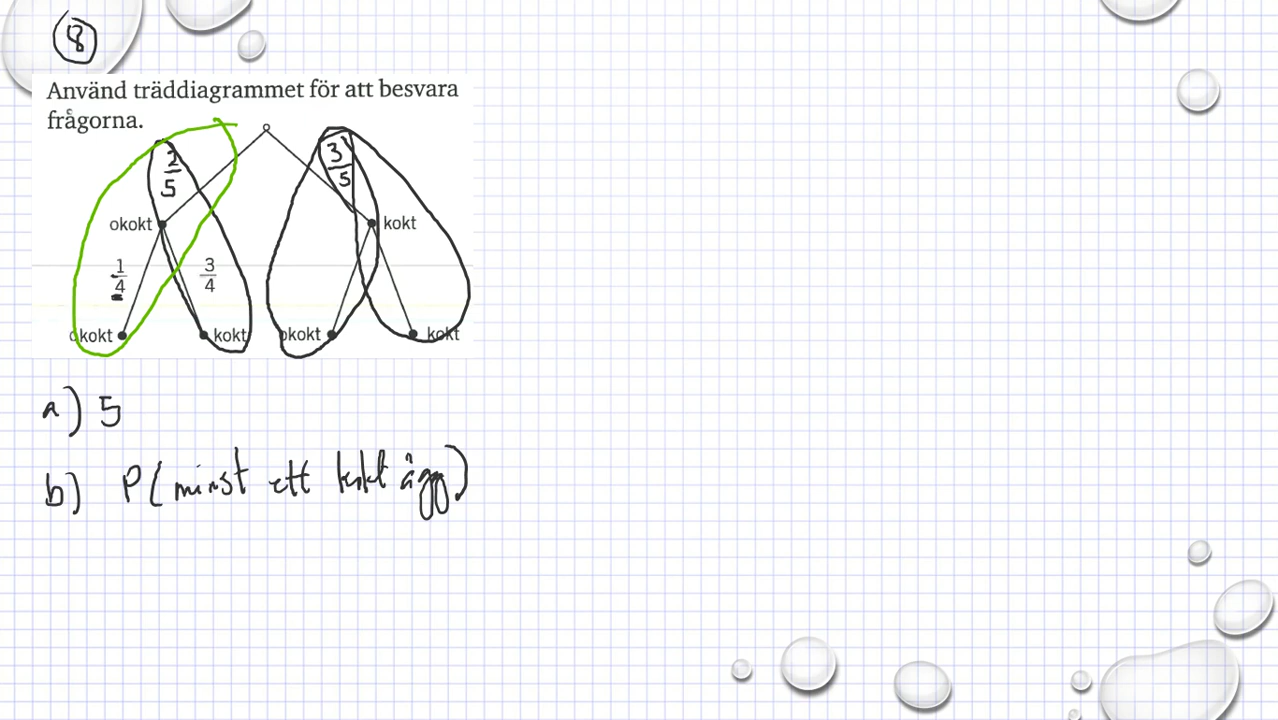 8
Använd träddiagrammet för att besvara
frågorna.
2/5 3/5
okokt kokt
1/4 3/4
okokt kokt okokt kokt
a) 5
b) P(minst ett kokt ägg)